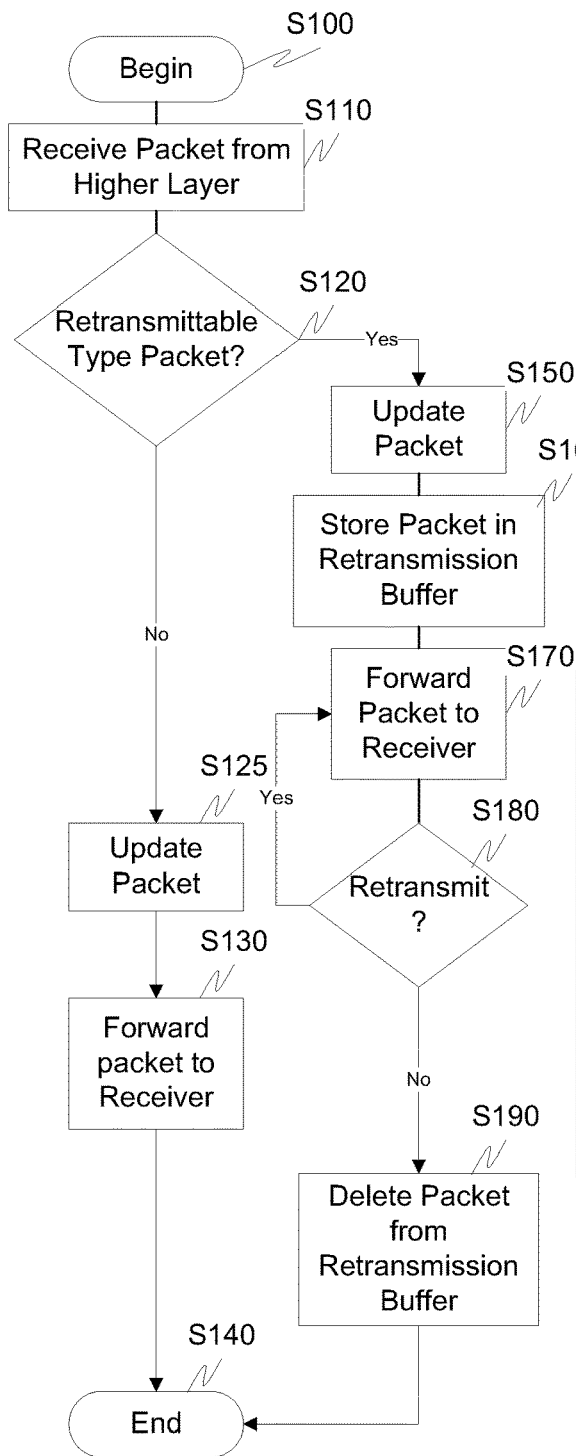 S100
Begin
S110
Receive Packet from
Higher Layer
S120
Retransmittable
Type Packet?
Yes
S150
Update
Packet
Store Packet in
Retransmission
Buffer
S170
Forward
Packet to
Receiver
No
Yes
S125
Update
Packet
S180
Retransmit
?
S130
Forward
packet to
Receiver
No
S190
Delete Packet
from
Retransmission
Buffer
S140
End